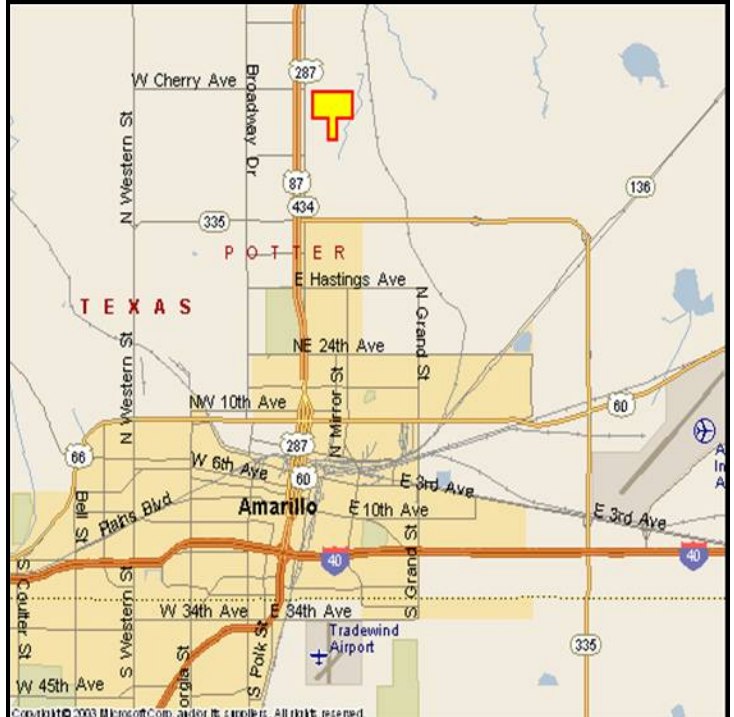 287
W Cherry Ave
Broadway Dr
N Western St
87
136
434
335
POTTER
E Hastings Ave
TEXAS
N Grand St
NE 24th Ave
N Western St
N Mirror St
NW 10th Ave
60
287
66
W 6th Ave
60
E 3rd Ave
Bell St
Plains Blvd
Amarillo
E 10th Ave
E 3rd Ave
S Grand St
40
40
S Coulter St
S Western St
W 34th Ave
E 34th Ave
Tradewind
Airport
335
S Polk St
W 45th Ave
Copyright © 2003 Microsoft Corp. and/or its suppliers. All rights reserved.